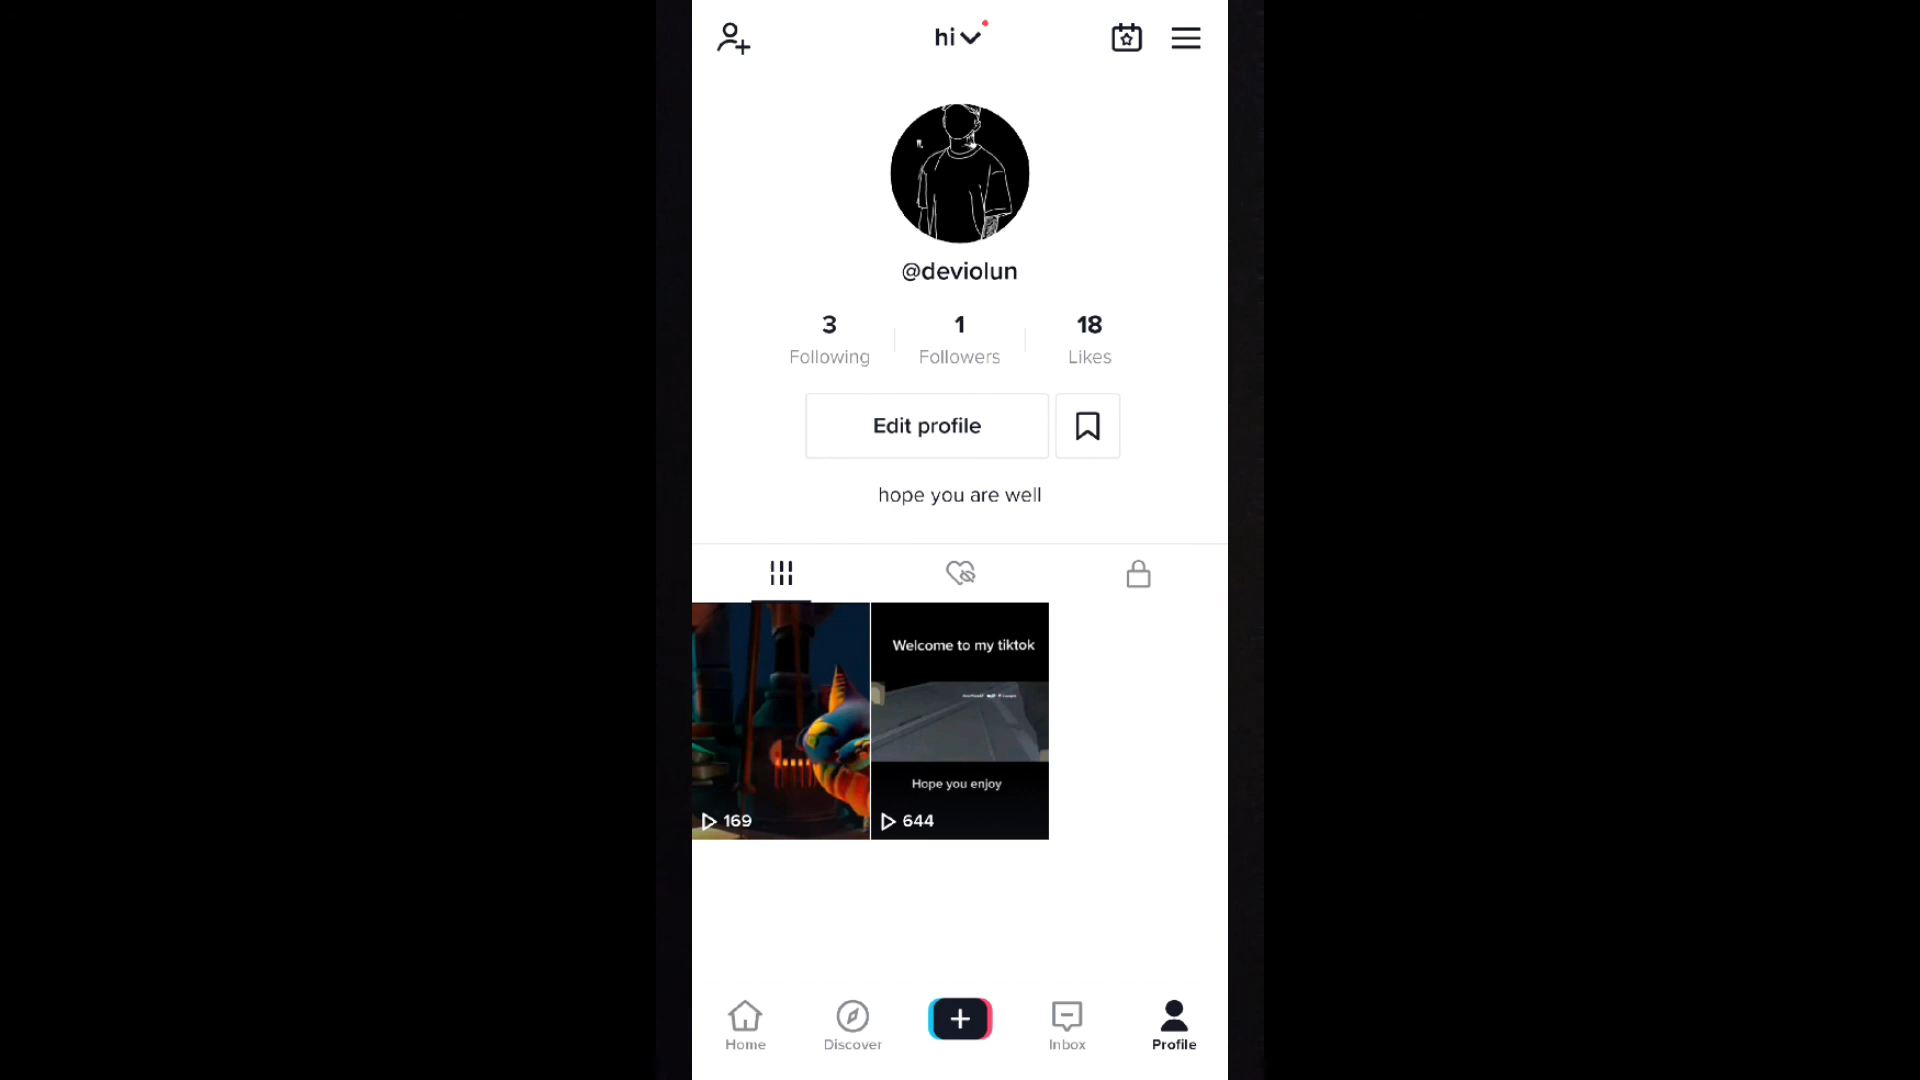 hi
@deviolun
3 1 18
Following Followers Likes
Edit profile
hope you are well
Welcome to my tiktok
Hope you enjoy
169 644
Home Discover Inbox Profile